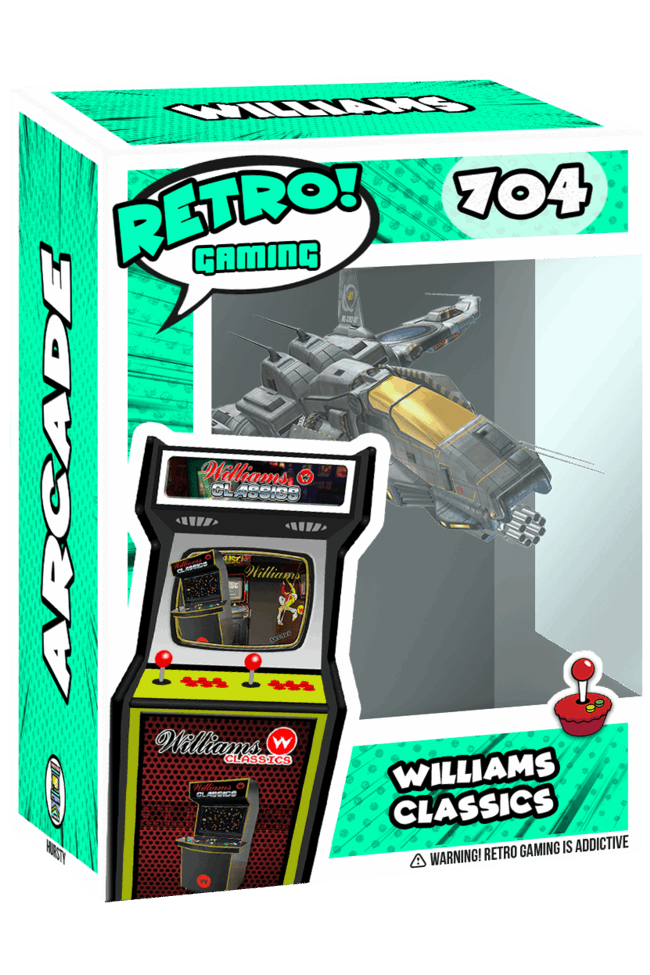 WILLIAMS
RETRO!
GAMING
704
ARCADE
Williams
CLASSICS
Williams
Williams
CLASSICS
WILLIAMS
CLASSICS
WARNING! RETRO GAMING IS ADDICTIVE
HURSTY